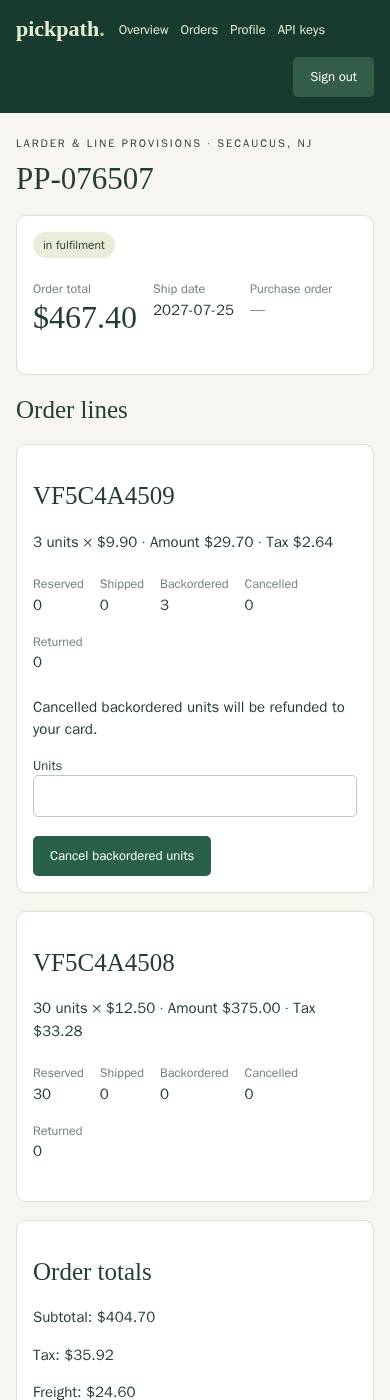 pickpath. Overview Orders Profile API keys
Sign out
LARDER & LINE PROVISIONS · SECAUCUS, NJ
PP-076507
in fulfilment
Order total Ship date Purchase order
$467.40 2027-07-25 —
Order lines
VF5C4A4509
3 units × $9.90 · Amount $29.70 · Tax $2.64
Reserved Shipped Backordered Cancelled
0 0 3 0
Returned
0
Cancelled backordered units will be refunded to
your card.
Units
Cancel backordered units
VF5C4A4508
30 units × $12.50 · Amount $375.00 · Tax
$33.28
Reserved Shipped Backordered Cancelled
30 0 0 0
Returned
0
Order totals
Subtotal: $404.70
Tax: $35.92
Freight: $24.60